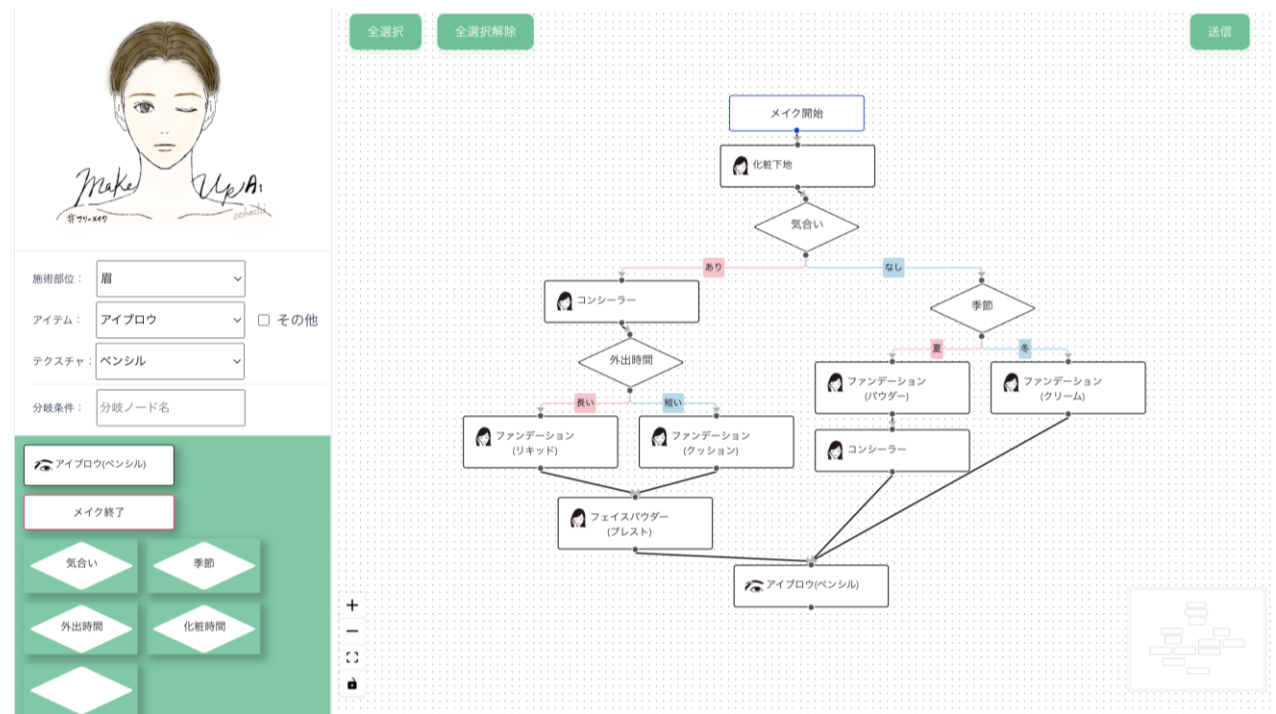 Make Up A1
#フリーメイク
oohachi
施術部位：
眉
アイテム：
アイブロウ
その他
テクスチャ：
ペンシル
分岐条件：
分岐ノード名
アイブロウ(ペンシル)
メイク終了
気合い
季節
外出時間
化粧時間
全選択
全選択解除
送信
メイク開始
化粧下地
気合い
あり
なし
コンシーラー
季節
外出時間
夏
冬
ファンデーション
(パウダー)
ファンデーション
(クリーム)
長い
短い
ファンデーション
(リキッド)
ファンデーション
(クッション)
コンシーラー
フェイスパウダー
(プレスト)
アイブロウ(ペンシル)